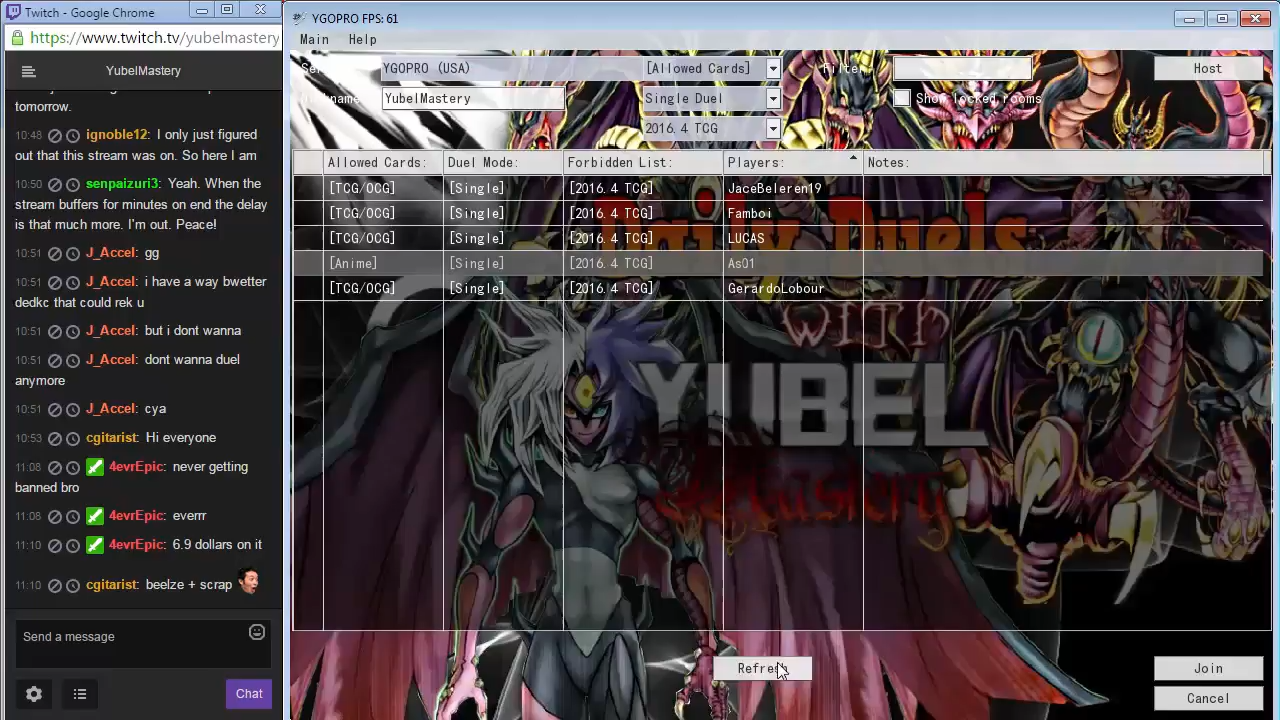 Twitch - Google Chrome
https://www.twitch.tv/yubelmastery
YubelMastery
tomorrow.
10:48 ignoble12: I only just figured
out that this stream was on. So here I am
10:50 senpaizuri3: Yeah. When the
stream buffers for minutes on end the delay
is that much more. I'm out. Peace!
10:51 J_Accel: gg
10:51 J_Accel: i have a way bwetter
dedkc that could rek u
10:51 J_Accel: but i dont wanna
10:51 J_Accel: dont wanna duel
anymore
10:51 J_Accel: cya
10:53 cgitarist: Hi everyone
11:08 4evrEpic: never getting
banned bro
11:08 4evrEpic: everrr
11:10 4evrEpic: 6.9 dollars on it
11:10 cgitarist: beelze + scrap
Send a message
Chat
YGOPRO FPS: 61
Main Help
YGOPRO (USA) [Allowed Cards] Filter Host
YubelMastery Single Duel Show locked rooms
2016.4 TCG
Allowed Cards: Duel Mode: Forbidden List: Players: Notes:
[TCG/OCG] [Single] [2016.4 TCG] JaceBeleren19
[TCG/OCG] [Single] [2016.4 TCG] Famboi
[TCG/OCG] [Single] [2016.4 TCG] LUCAS
[Anime] [Single] [2016.4 TCG] As01
[TCG/OCG] [Single] [2016.4 TCG] GerardoLobour
Daily Duels
with
YUBEL
Mastery
Refresh
Join
Cancel